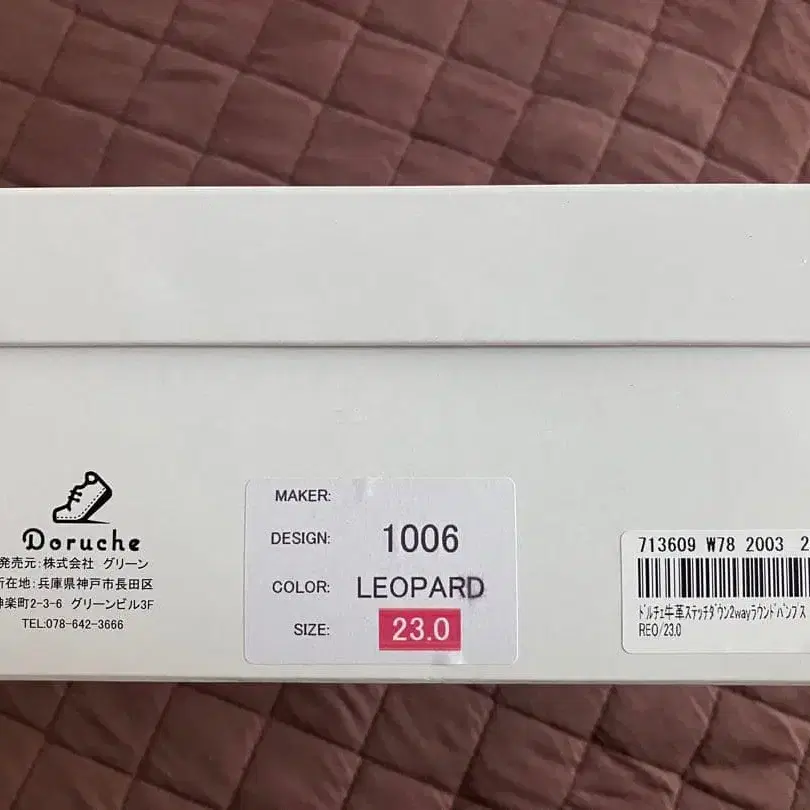 Doruche
発売元:株式会社 グリーン
所在地:兵庫県神戸市長田区
神楽町2-3-6 グリーンビル3F
TEL:078-642-3666
MAKER:
DESIGN: 1006
COLOR: LEOPARD
SIZE: 23.0
713609 W78 2003 2
ﾄﾞﾙﾁｪ牛革ｽﾃｯﾁﾀﾞｳﾝ2wayﾗｳﾝﾄﾞﾊﾟﾝﾌﾟｽ
REO/23.0